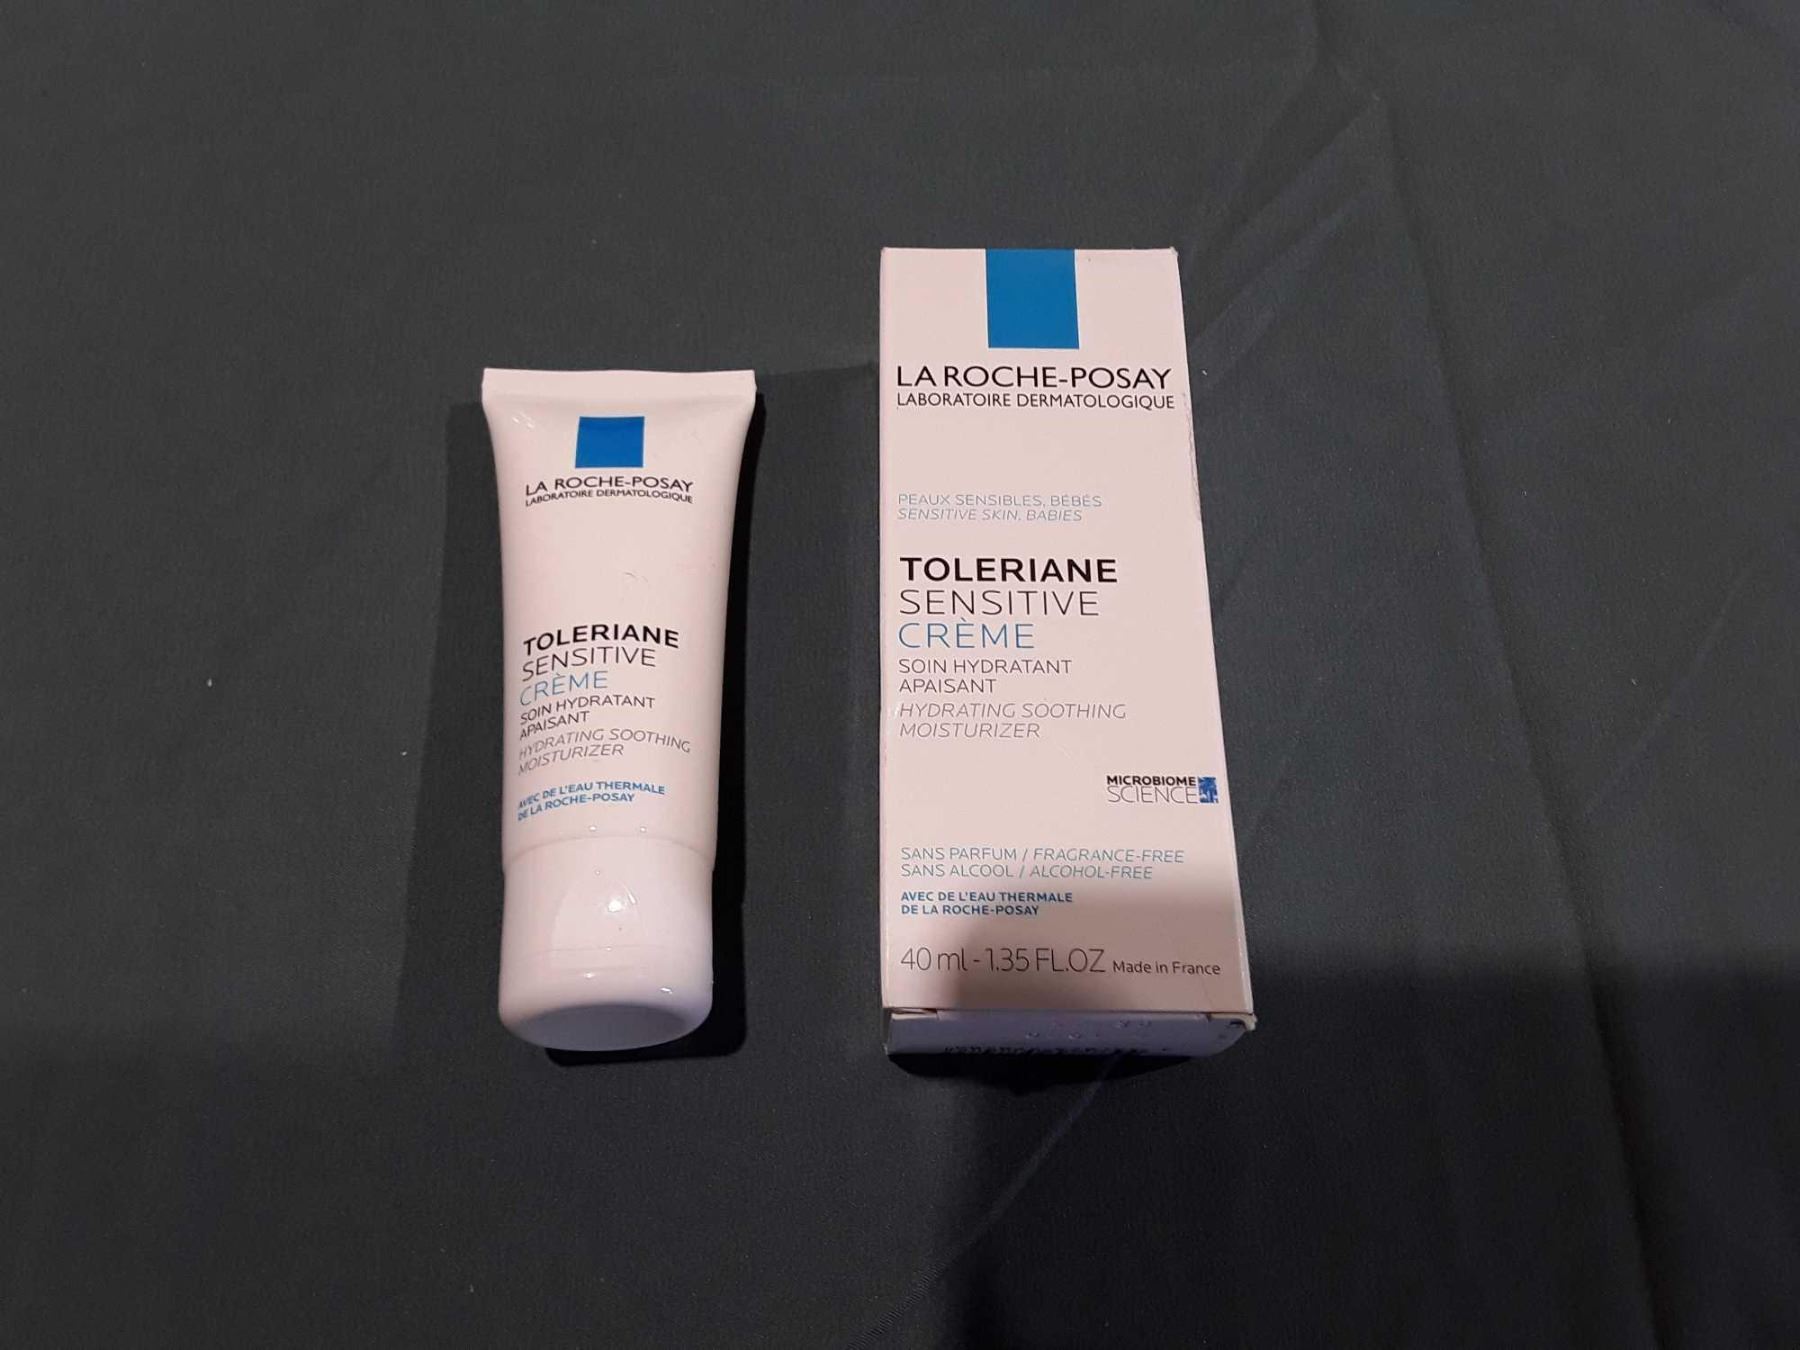 LA ROCHE-POSAY
LABORATOIRE DERMATOLOGIQUE
TOLERIANE
SENSITIVE
CRÈME
SOIN HYDRATANT
APAISANT
HYDRATING SOOTHING
MOISTURIZER
AVEC DE L'EAU THERMALE
DE LA ROCHE-POSAY
LA ROCHE-POSAY
LABORATOIRE DERMATOLOGIQUE
PEAUX SENSIBLES, BÉBÉS
SENSITIVE SKIN, BABIES
TOLERIANE
SENSITIVE
CRÈME
SOIN HYDRATANT
APAISANT
HYDRATING SOOTHING
MOISTURIZER
MICROBIOME
SCIENCE
SANS PARFUM / FRAGRANCE-FREE
SANS ALCOOL / ALCOHOL-FREE
AVEC DE L'EAU THERMALE
DE LA ROCHE-POSAY
40 ml - 1.35 FL.OZ Made in France